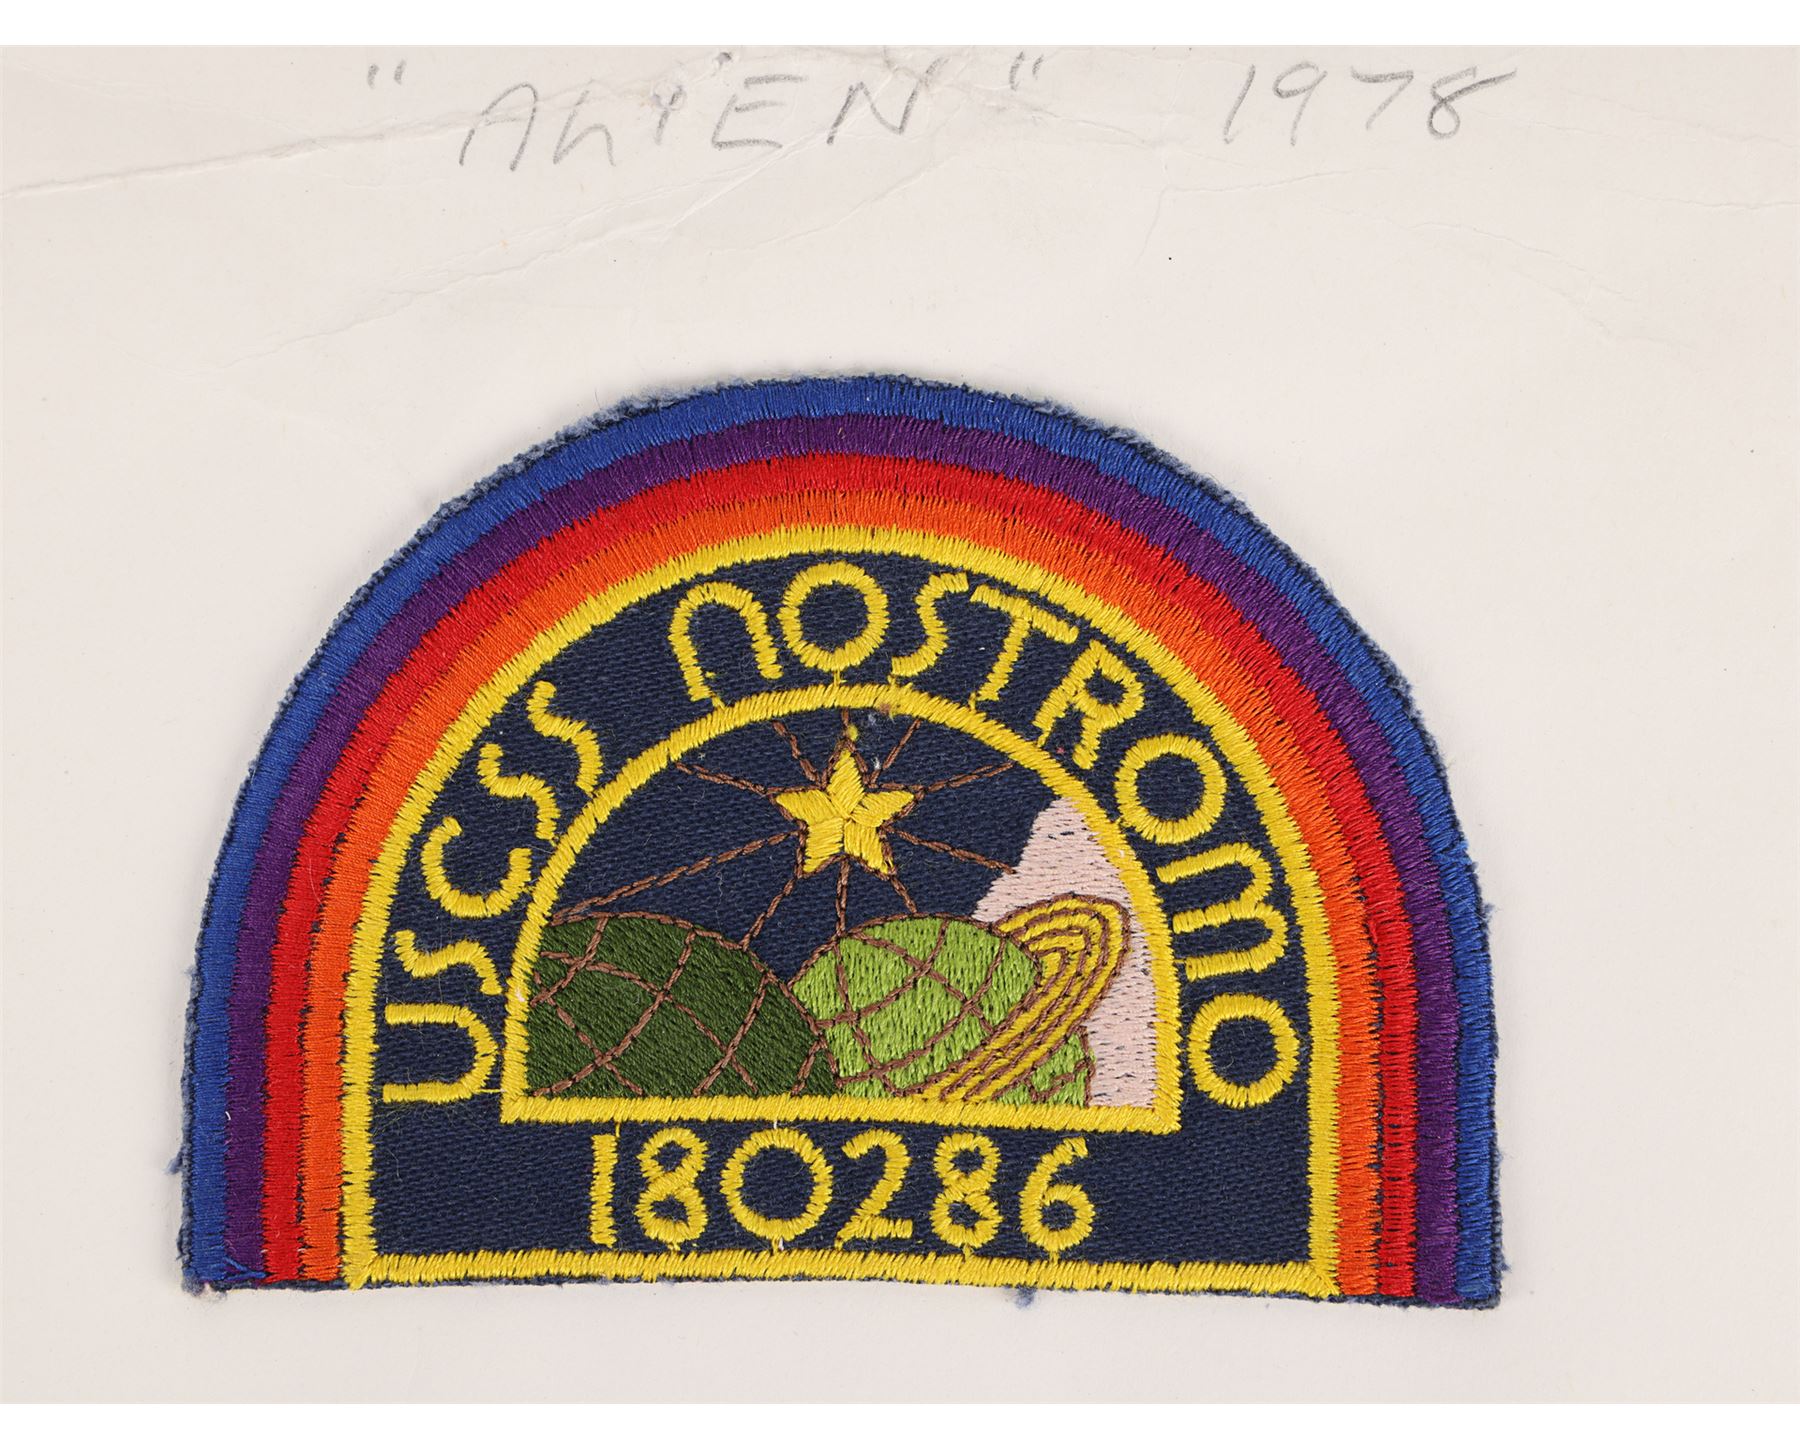 "ALIEN" 1978
USCSS NOSTROMO
180286